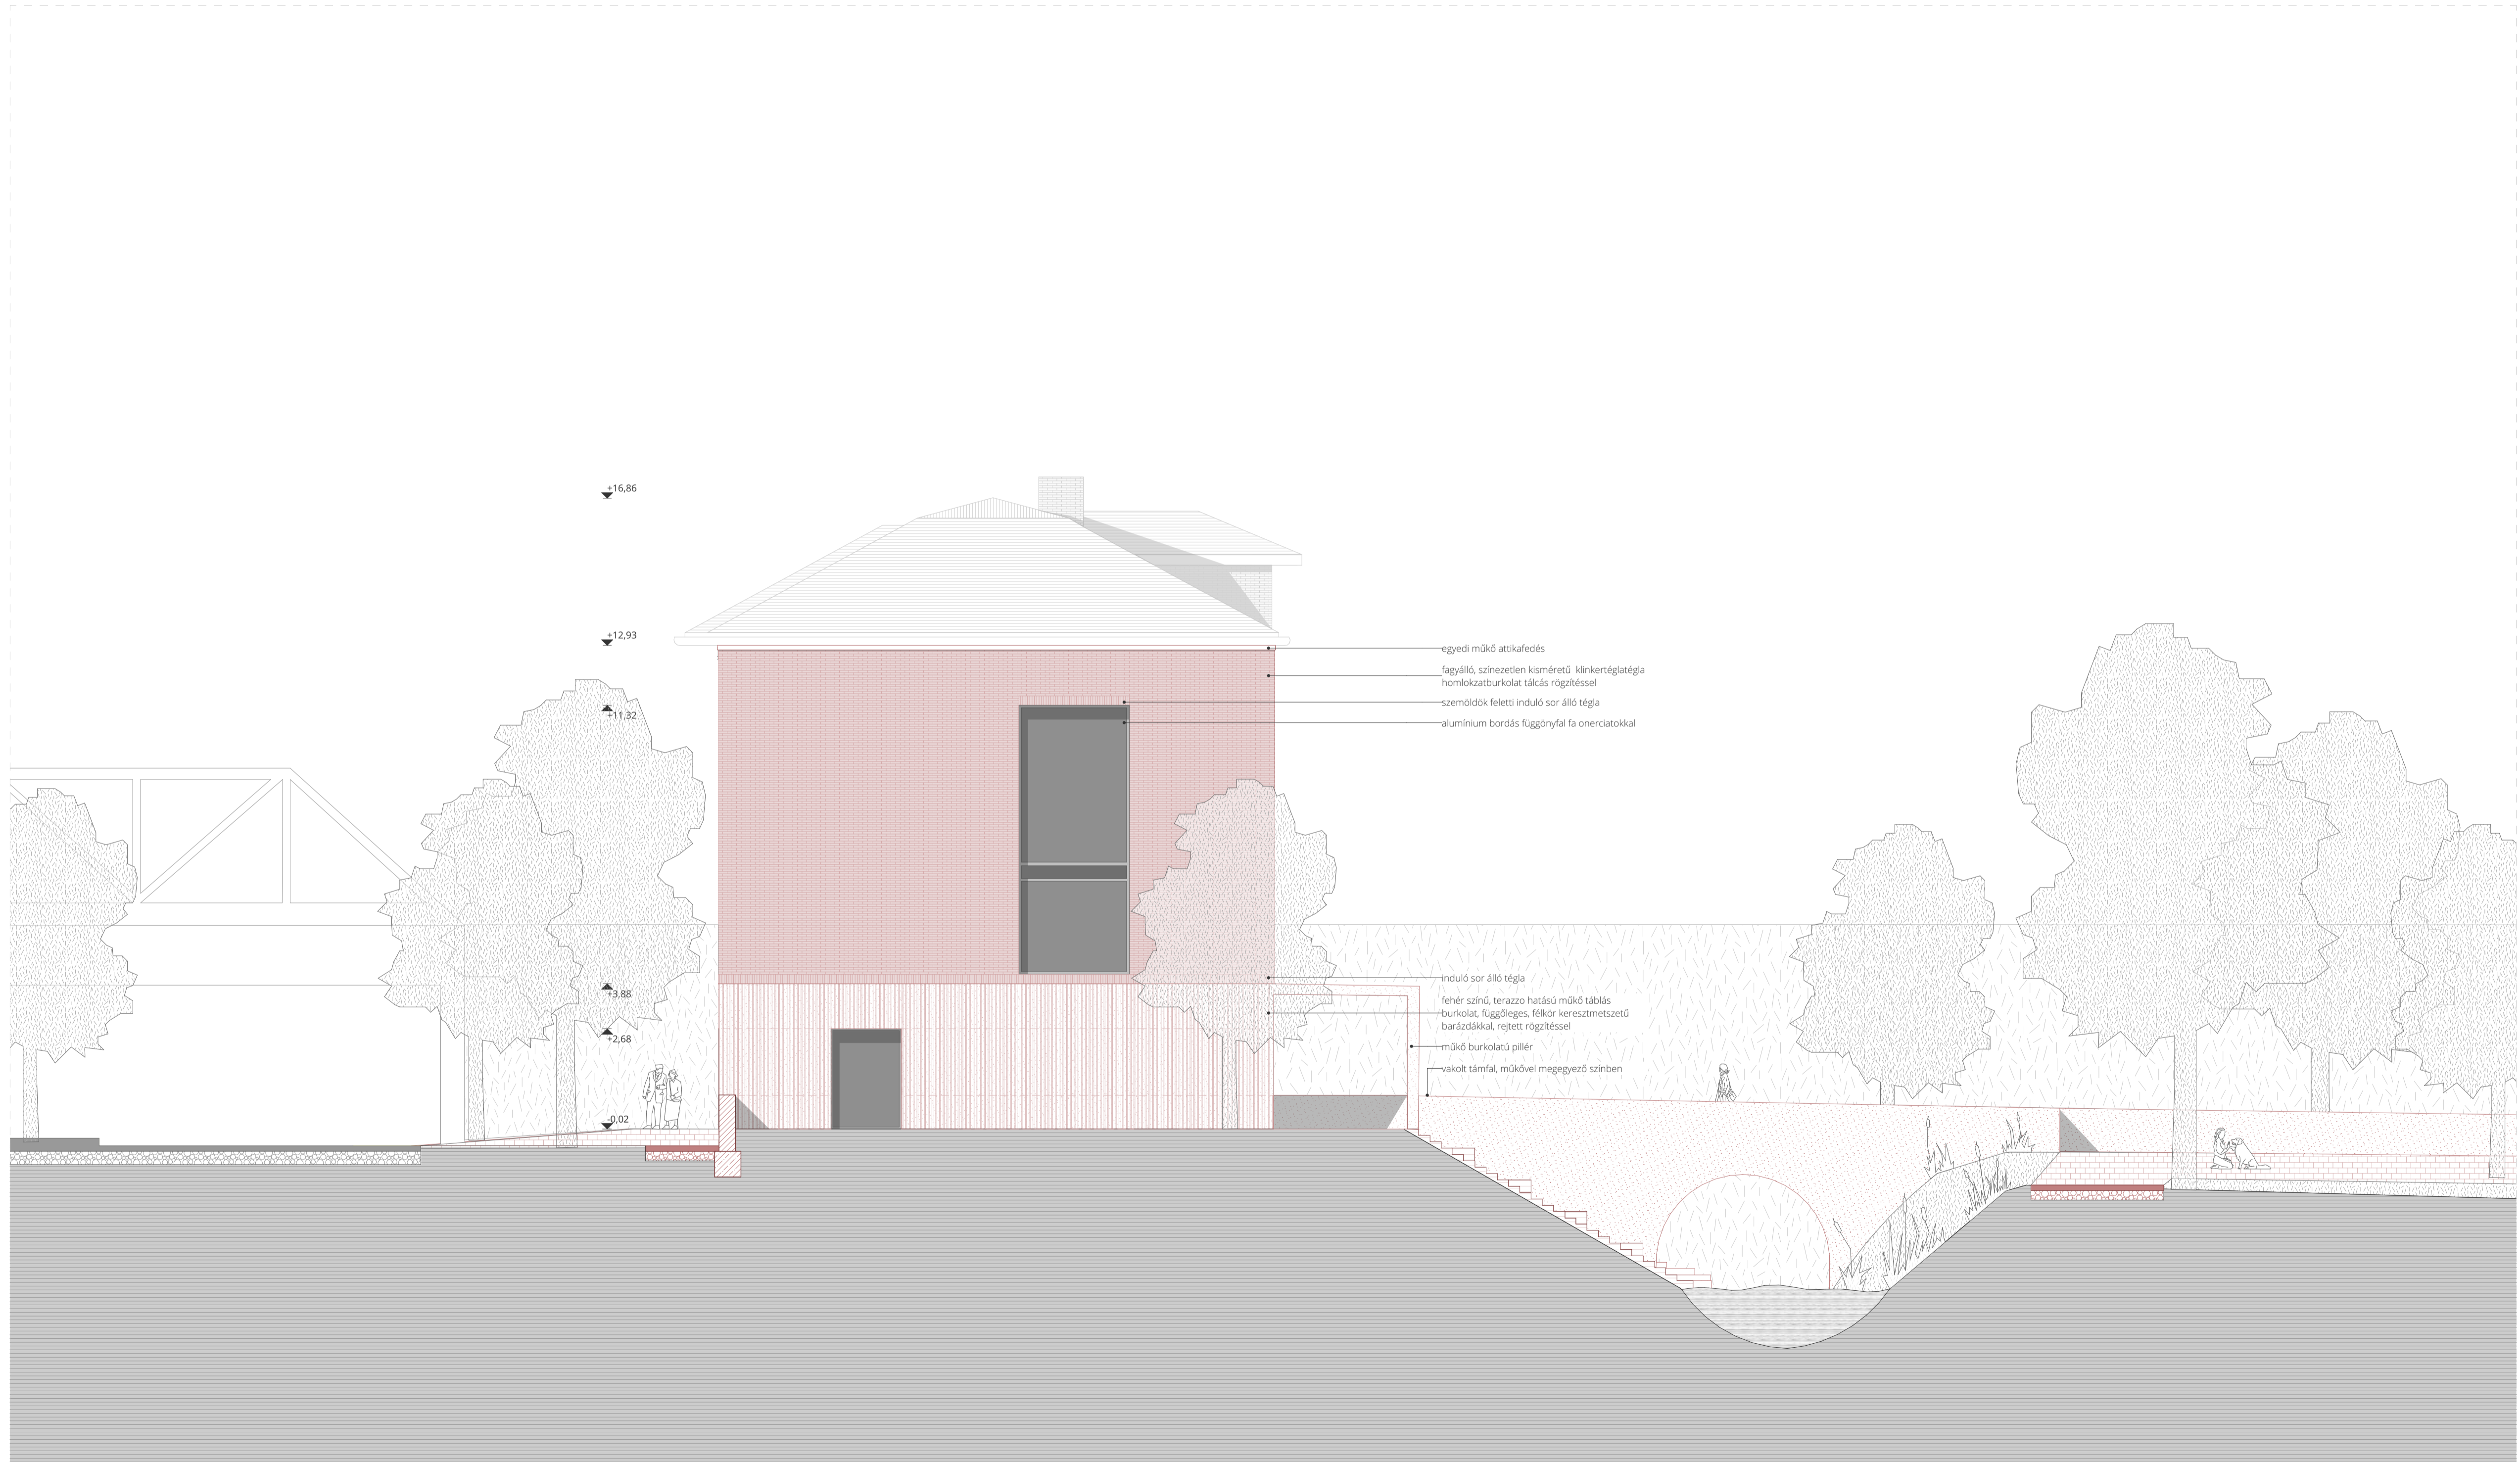 +16,86
+12,93
egyedi műkő attikafedés
fagyálló, színezetlen kisméretű klinkertéglatégla
homlokzatburkolat tálcás rögzítéssel
szemöldök feletti induló sor álló tégla
+11,32
alumínium bordás függönyfal fa onerciatokkal
induló sor álló tégla
+3,88
fehér színű, terazzo hatású műkő táblás
burkolat, függőleges, félkör keresztmetszetű
barázdákkal, rejtett rögzítéssel
+2,68
műkő burkolatú pillér
vakolt támfal, műkővel megegyező színben
-0,02